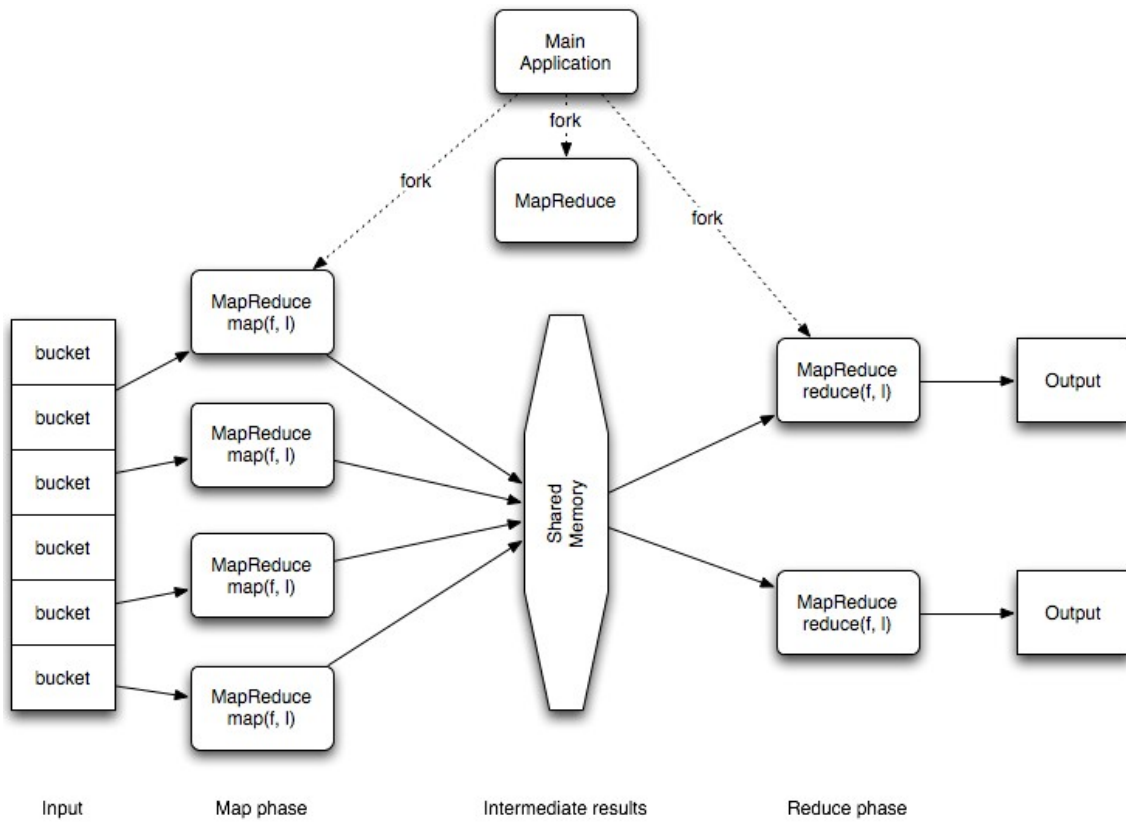 Main
Application
fork
fork
fork
MapReduce
MapReduce
map(f, l)
MapReduce
map(f, l)
MapReduce
map(f, l)
MapReduce
map(f, l)
bucket
bucket
bucket
bucket
bucket
bucket
Shared
Memory
MapReduce
reduce(f, l)
Output
MapReduce
reduce(f, l)
Output
Input
Map phase
Intermediate results
Reduce phase